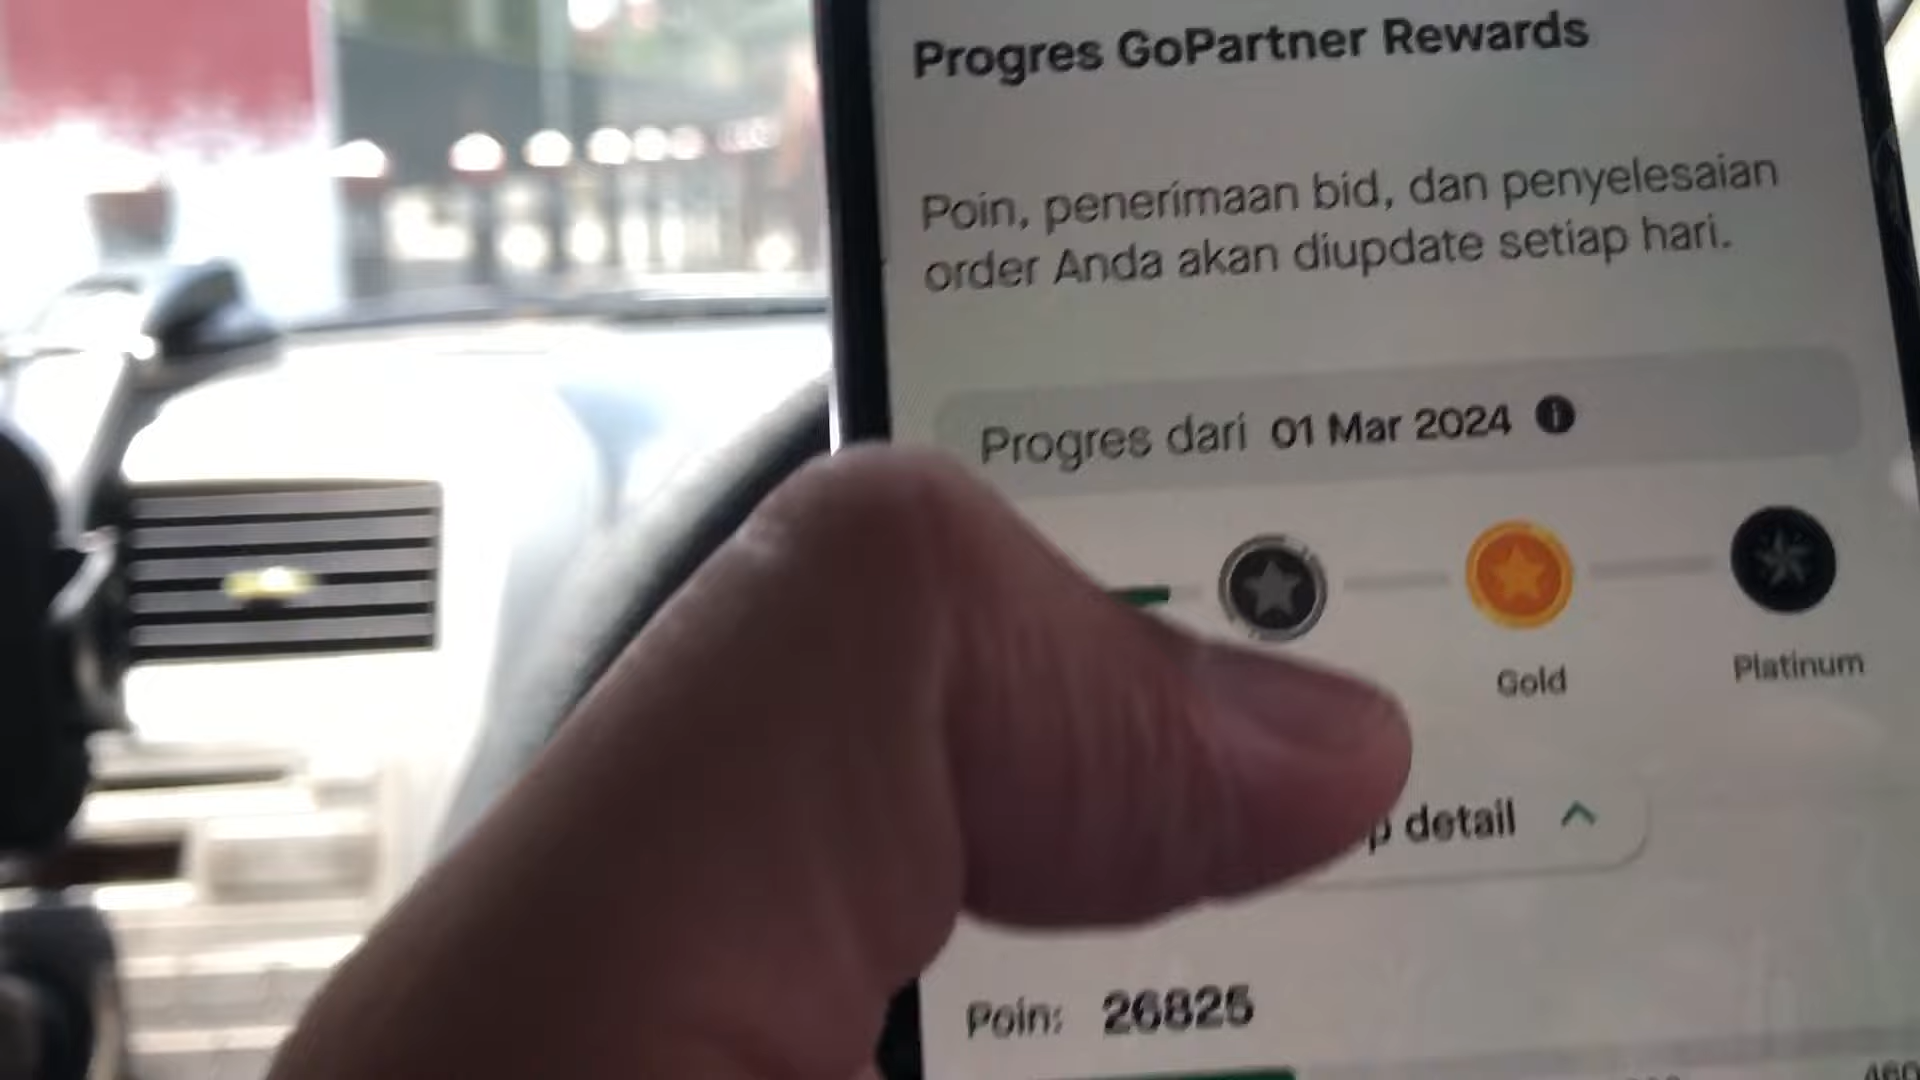 Progres GoPartner Rewards
Poin, penerimaan bid, dan penyelesaian
order Anda akan diupdate setiap hari.
Progres dari 01 Mar 2024
Gold
Platinum
detail
Poin: 26825